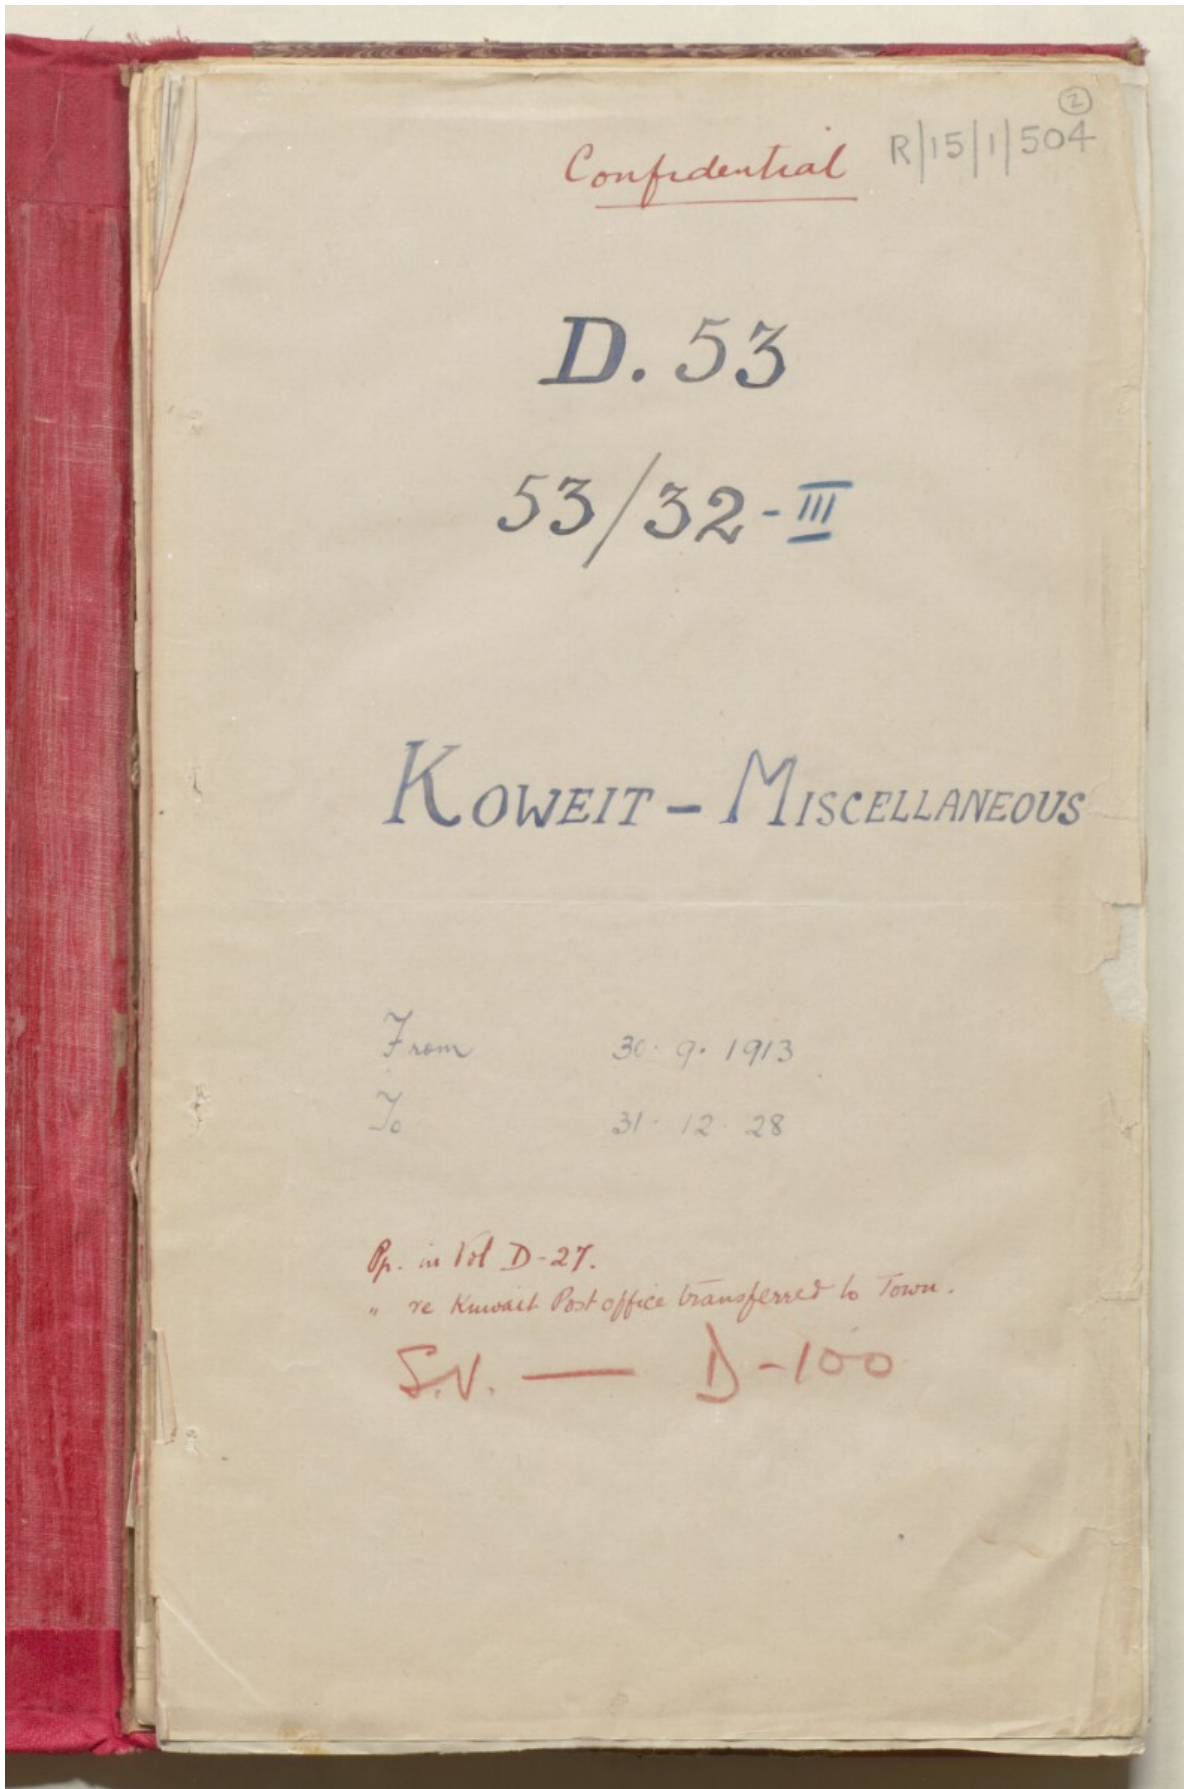 2
Confidential R/15/1/504
D. 53
53/32-III
KOWEIT - MISCELLANEOUS
From 30. 9. 1913
To 31. 12. 28
Pp. in Vol D-27.
" re Kuwait Post office transferred to Town.
S.V. — D-100